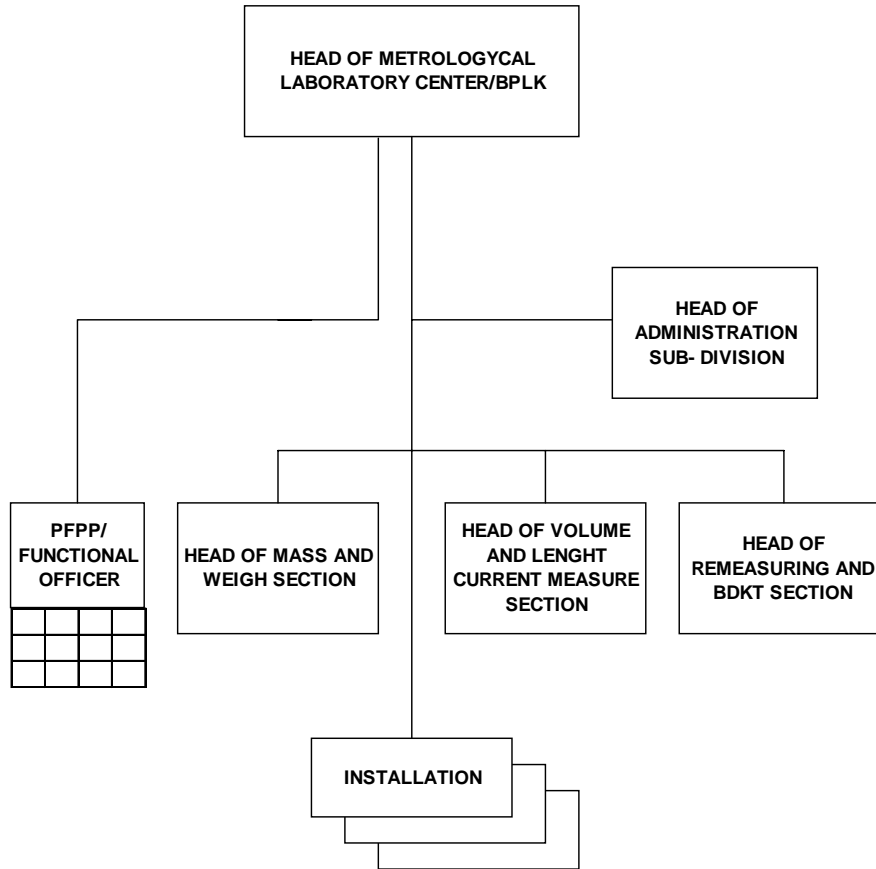 HEAD OF METROLOGYCAL
LABORATORY CENTER/BPLK
HEAD OF
ADMINISTRATION
SUB- DIVISION
PFPP/
FUNCTIONAL
OFFICER
HEAD OF MASS AND
WEIGH SECTION
HEAD OF VOLUME
AND LENGHT
CURRENT MEASURE
SECTION
HEAD OF
REMEASURING AND
BDKT SECTION
INSTALLATION